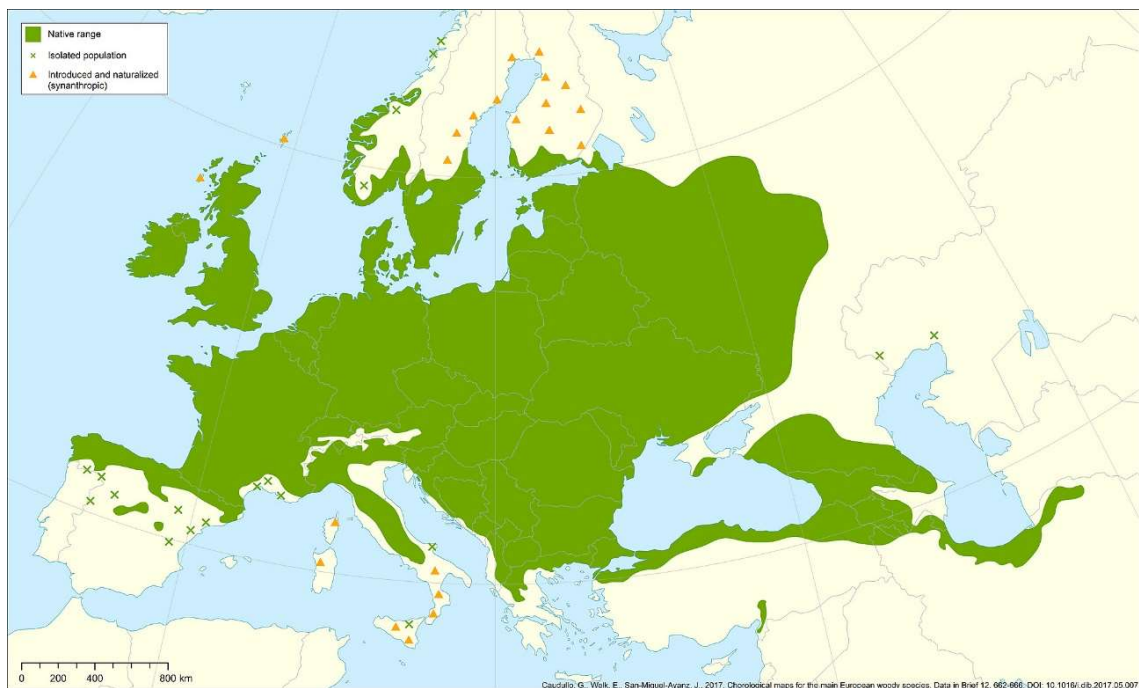 Native range
Isolated population
Introduced and naturalized
(synanthropic)
0 200 400 800 km
Caudullo, G., Welk, E., San-Miguel-Ayanz, J., 2017. Chorological maps for the main European woody species. Data in Brief 12, 662-666. DOI: 10.1016/j.dib.2017.05.007